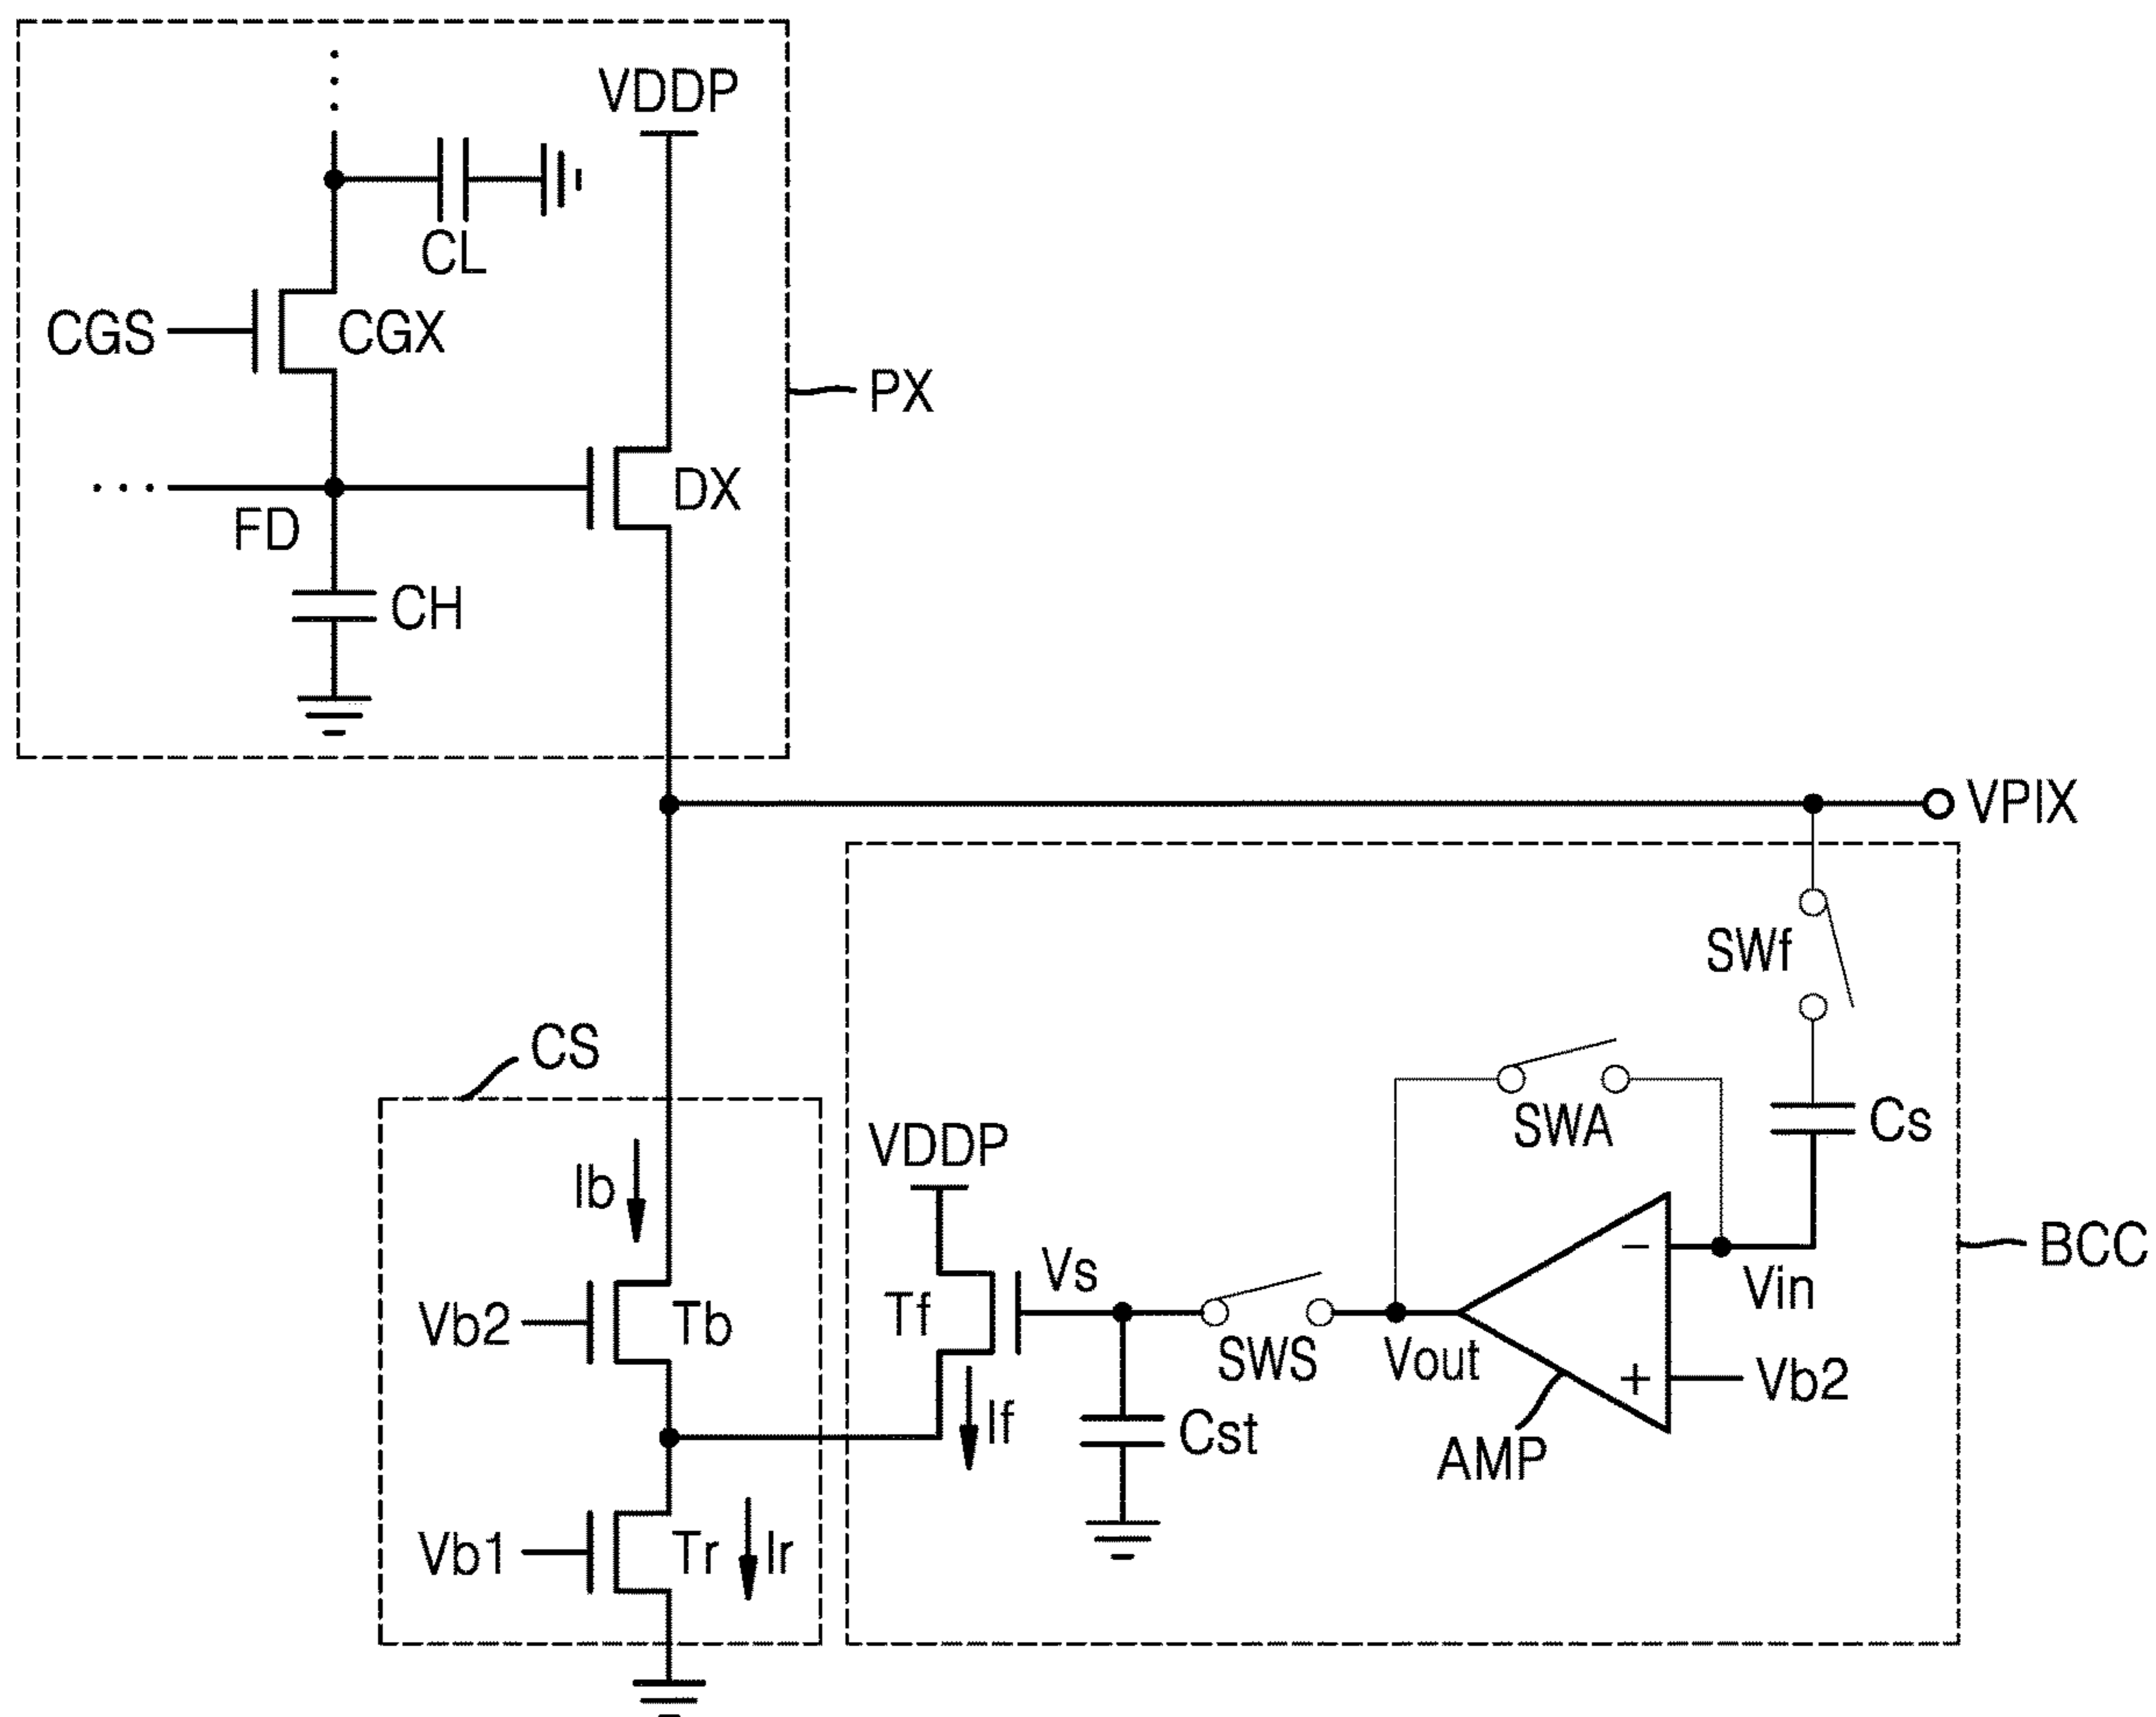 VDDP
CL
CGS
CGX
PX
DX
FD
CH
VPIX
SWf
CS
SWA
Cs
VDDP
Ib
BCC
Vs
Vin
Vb2
Tb
Tf
SWS
Vout
Vb2
If
Cst
AMP
Vb1
Tr
Ir